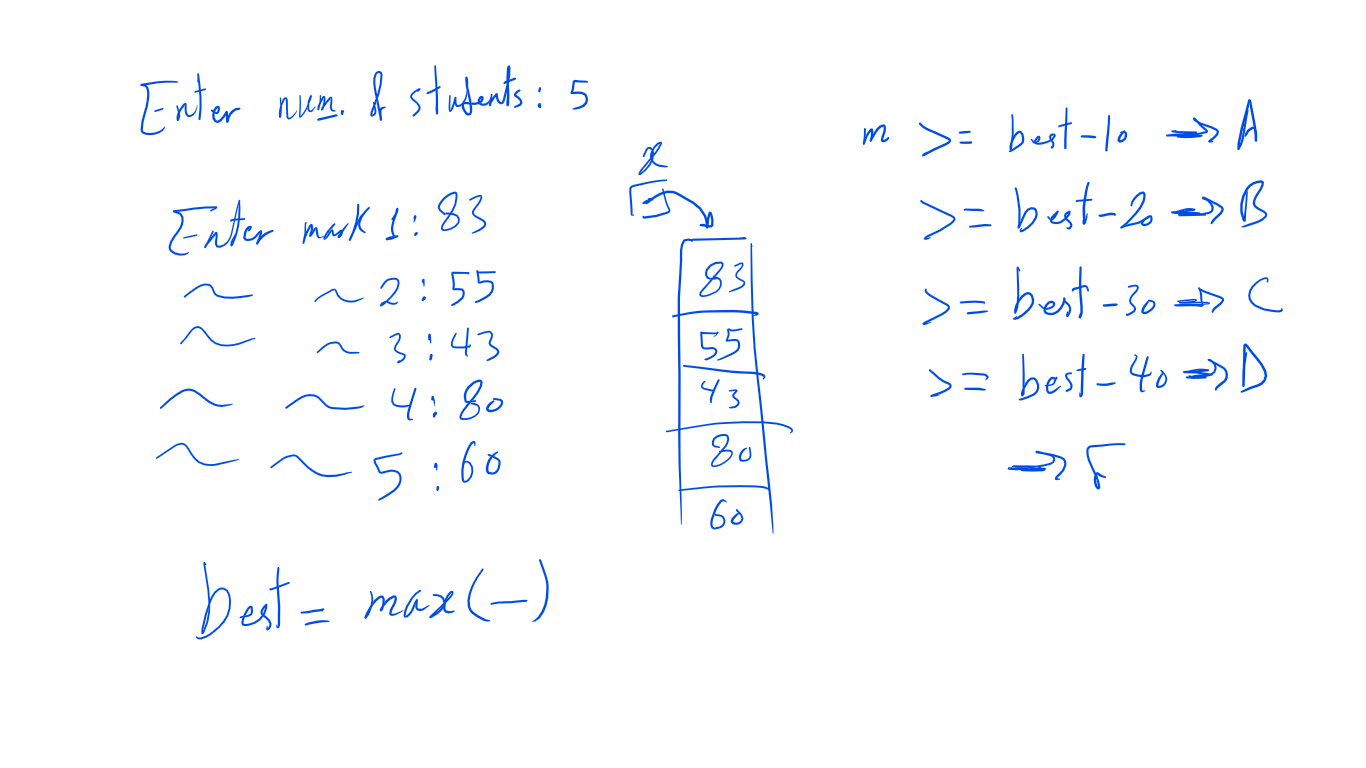 Enter num. of students: 5
Enter mark 1: 83
~ ~ 2: 55
~ ~ 3: 43
~ ~ 4: 80
~ ~ 5: 60
best = max(—)
x
83
55
43
80
60
m >= best-10 → A
>= best-20 → B
>= best-30 → C
>= best-40 → D
→ F